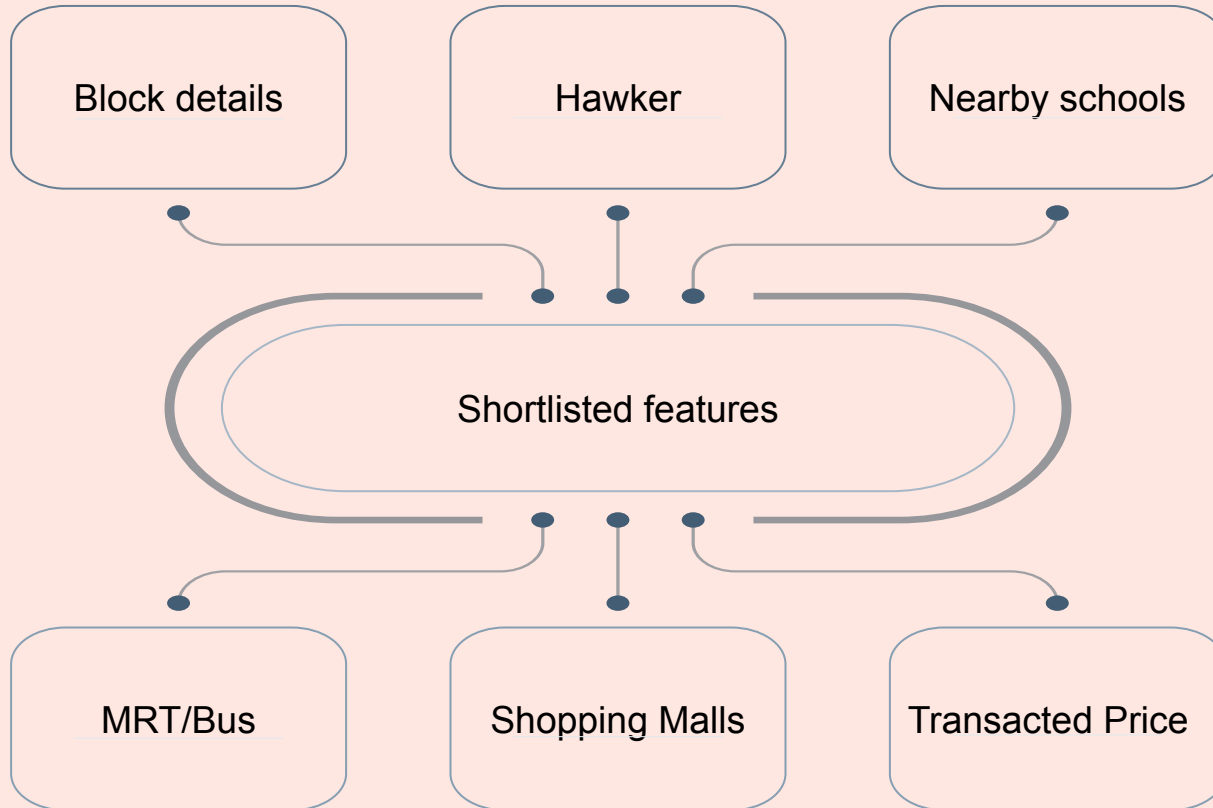 Block details
Hawker
Nearby schools
Shortlisted features
MRT/Bus
Shopping Malls
Transacted Price